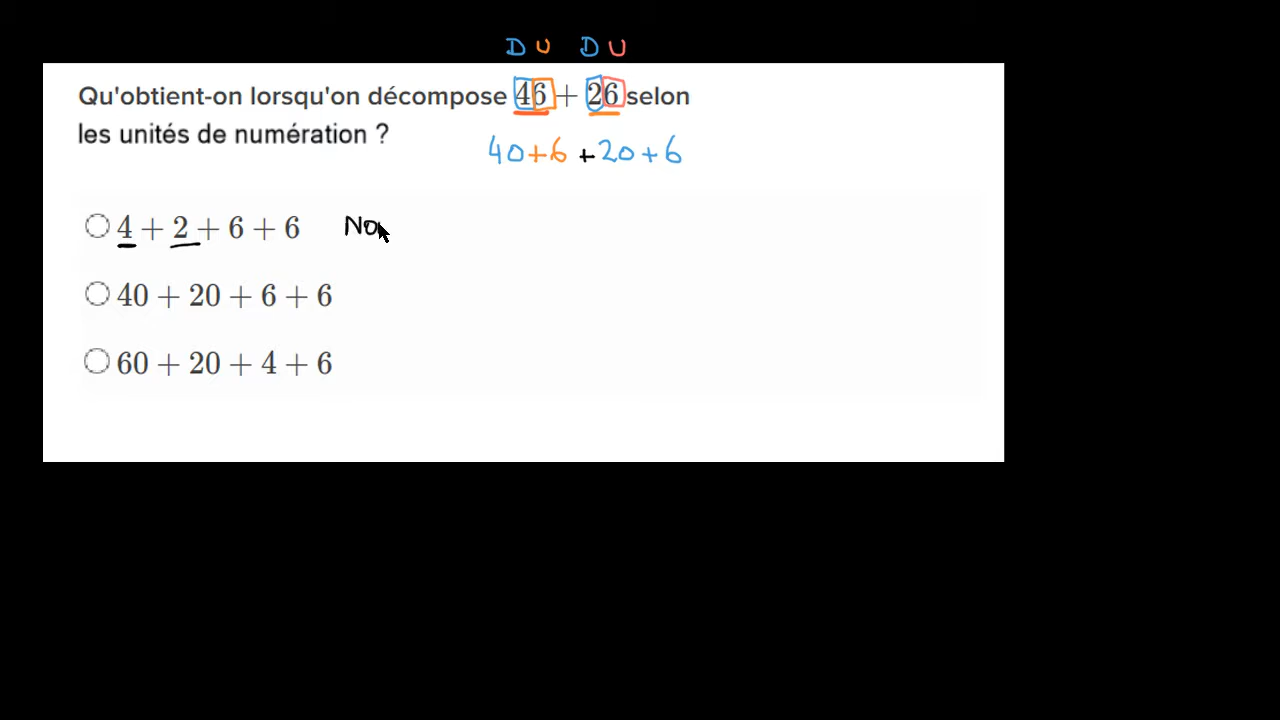 D U D U
Qu'obtient-on lorsqu'on décompose 46 + 26 selon
les unités de numération ?
40 + 6 + 20 + 6
4 + 2 + 6 + 6 No
40 + 20 + 6 + 6
60 + 20 + 4 + 6